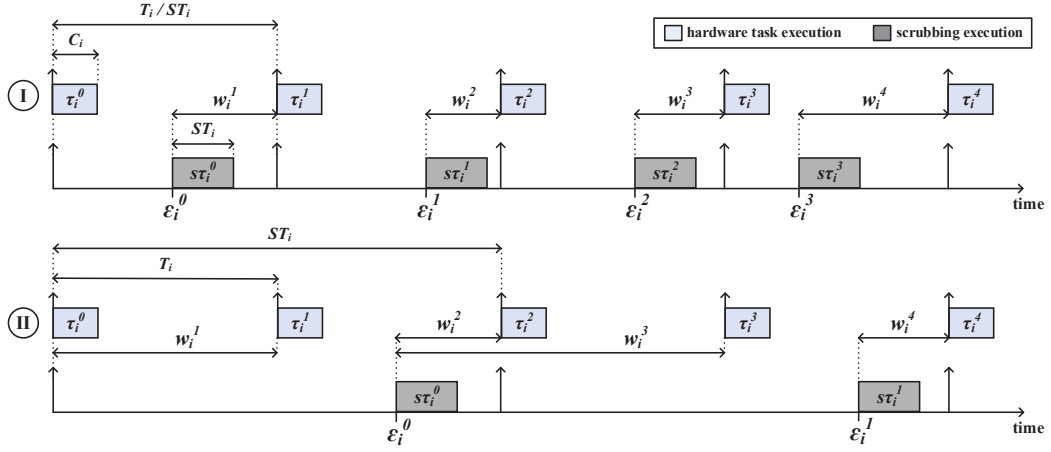 T_i / ST_i
hardware task execution
scrubbing execution
C_i
I
τ_i^0
w_i^1
τ_i^1
w_i^2
τ_i^2
w_i^3
τ_i^3
w_i^4
τ_i^4
ST_i
sτ_i^0
sτ_i^1
sτ_i^2
sτ_i^3
ε_i^0
ε_i^1
ε_i^2
ε_i^3
time
ST_i
T_i
II
τ_i^0
τ_i^1
w_i^2
τ_i^2
τ_i^3
w_i^4
τ_i^4
w_i^1
w_i^3
sτ_i^0
sτ_i^1
ε_i^0
ε_i^1
time